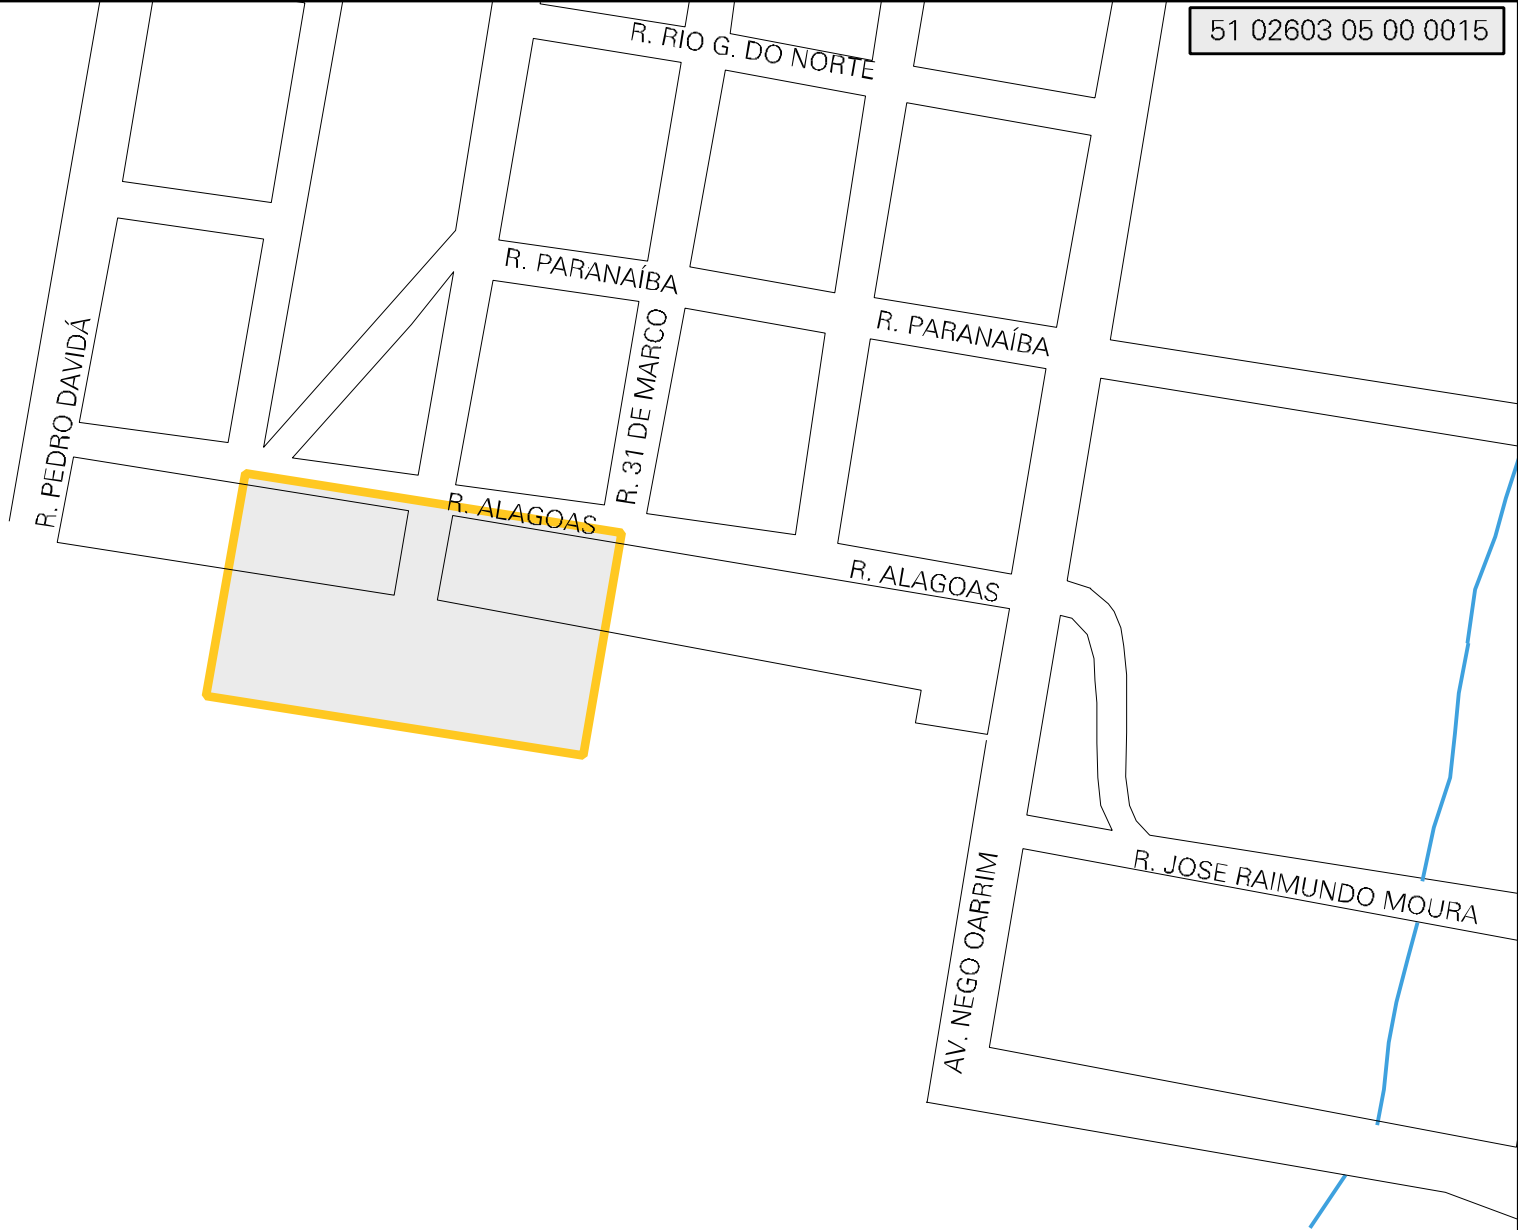 51 02603 05 00 0015
R. RIO G. DO NORTE
R. PARANAÍBA
R. PARANAÍBA
R. 31 DE MARCO
R. PEDRO DAVIDÁ
R. ALAGOAS
R. ALAGOAS
R. JOSE RAIMUNDO MOURA
AV. NEGO OARRIM